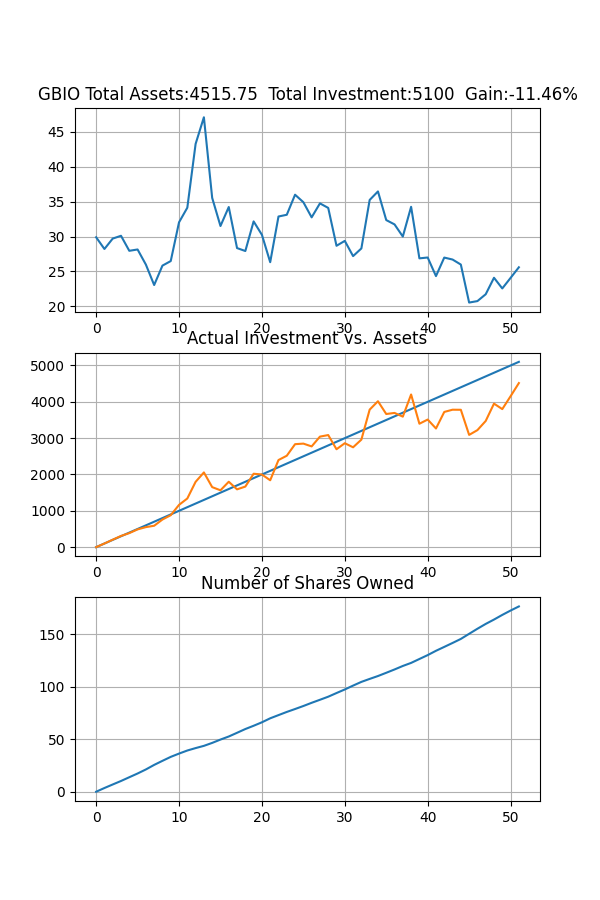 GBIO Total Assets:4515.75  Total Investment:5100  Gain:-11.46%
45
40
35
30
25
20
0 10 20 30 40 50
Actual Investment vs. Assets
5000
4000
3000
2000
1000
0
0 10 20 30 40 50
Number of Shares Owned
150
100
50
0
0 10 20 30 40 50